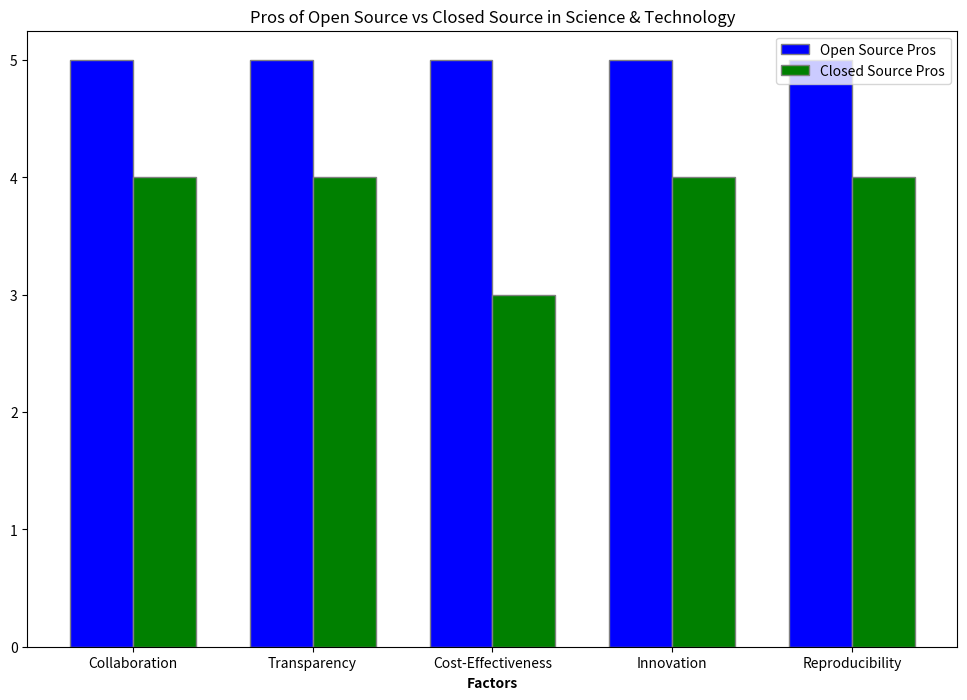 Pros of Open Source vs Closed Source in Science & Technology
Open Source Pros
Closed Source Pros
5
4
3
2
1
0
Collaboration
Transparency
Cost-Effectiveness
Innovation
Reproducibility
Factors